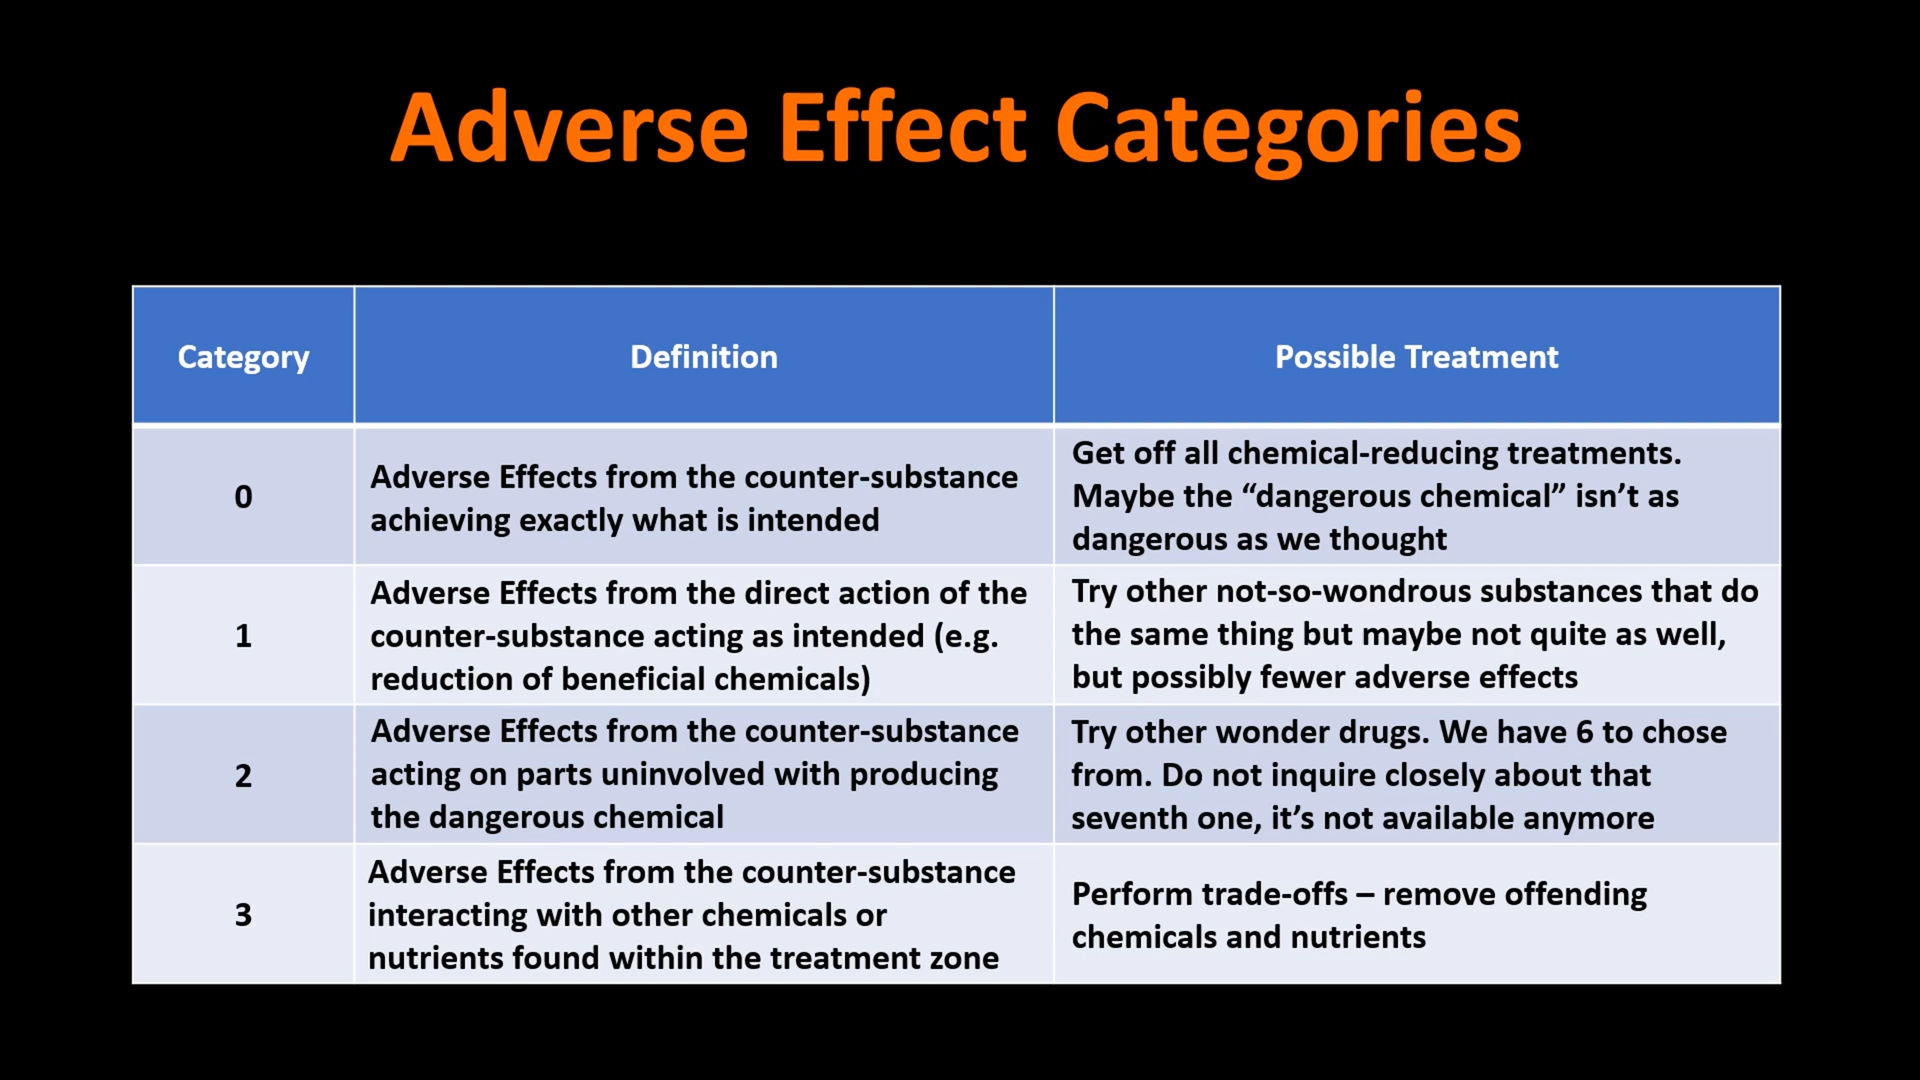 Adverse Effect Categories
Category
Definition
Possible Treatment
0
Adverse Effects from the counter-substance
achieving exactly what is intended
Get off all chemical-reducing treatments.
Maybe the “dangerous chemical” isn’t as
dangerous as we thought
1
Adverse Effects from the direct action of the
counter-substance acting as intended (e.g.
reduction of beneficial chemicals)
Try other not-so-wondrous substances that do
the same thing but maybe not quite as well,
but possibly fewer adverse effects
2
Adverse Effects from the counter-substance
acting on parts uninvolved with producing
the dangerous chemical
Try other wonder drugs. We have 6 to chose
from. Do not inquire closely about that
seventh one, it’s not available anymore
3
Adverse Effects from the counter-substance
interacting with other chemicals or
nutrients found within the treatment zone
Perform trade-offs – remove offending
chemicals and nutrients